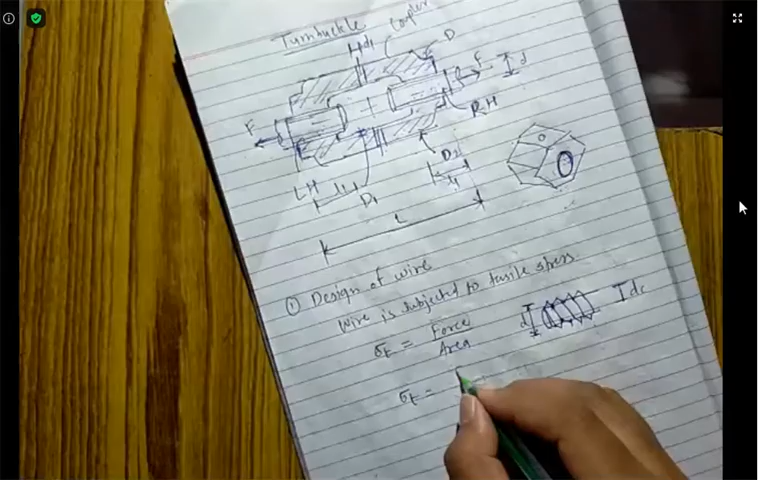 Turnbuckle
d1 Coupler
D
F
d
F
R.H
D2
LH
l1
l1
D1
L
① Design of wire
Wire is subjected to tensile stress
σt = Force
Area
d
dc
σt =